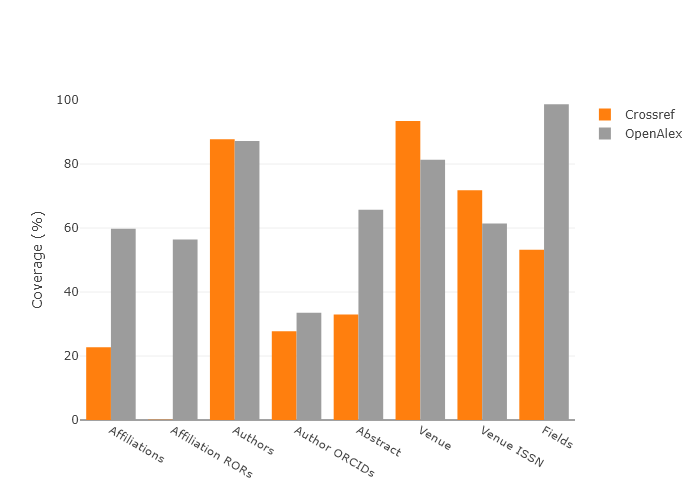 100
80
60
40
20
0
Coverage (%)
Affiliations
Affiliation RORs
Authors
Author ORCIDs
Abstract
Venue
Venue ISSN
Fields
Crossref
OpenAlex